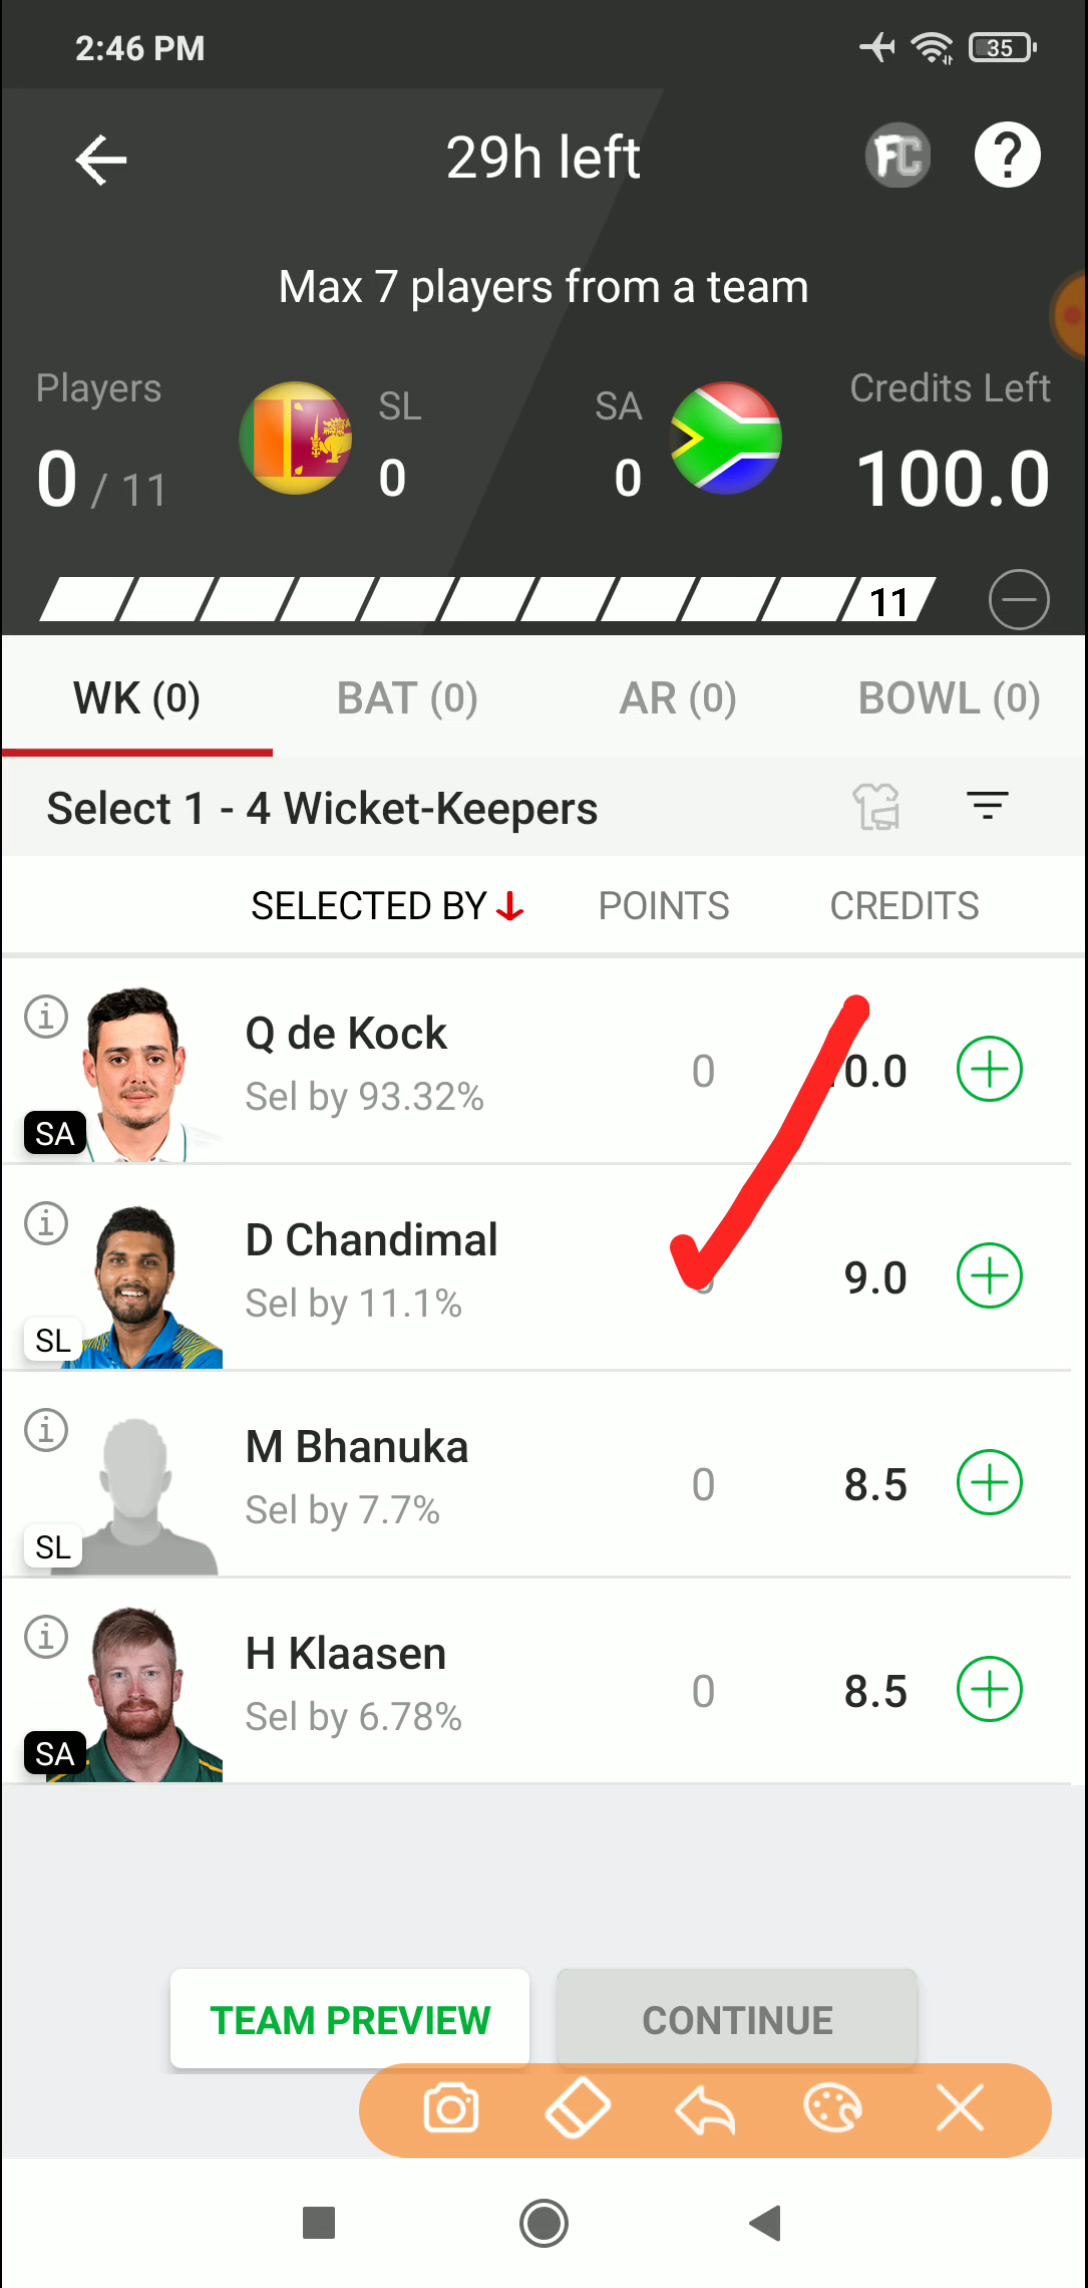 2:46 PM
35
29h left
FC
?
Max 7 players from a team
Players
SL
SA
Credits Left
0 / 11
0
0
100.0
11
WK (0)
BAT (0)
AR (0)
BOWL (0)
Select 1 - 4 Wicket-Keepers
SELECTED BY
POINTS
CREDITS
i
Q de Kock
Sel by 93.32%
0
0.0
SA
i
D Chandimal
Sel by 11.1%
9.0
SL
i
M Bhanuka
Sel by 7.7%
0
8.5
SL
i
H Klaasen
Sel by 6.78%
0
8.5
SA
TEAM PREVIEW
CONTINUE